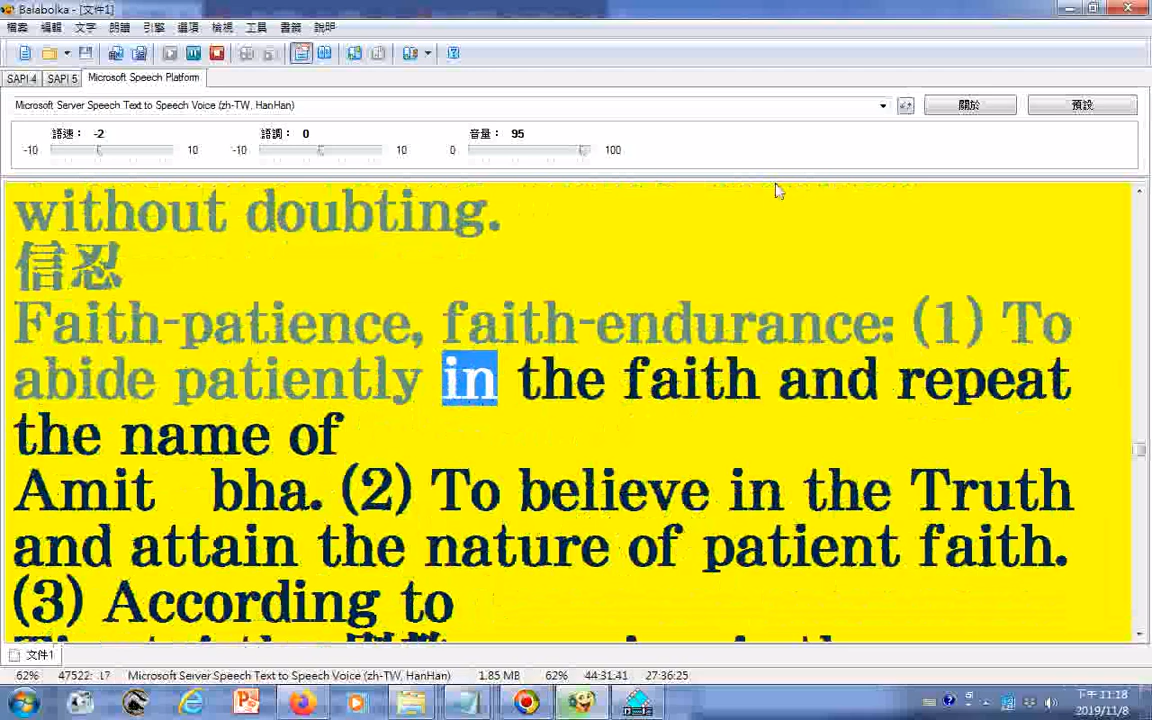 Balabolka - [文件1]
檔案 編輯 文字 朗讀 引擎 選項 檢視 工具 書籤 說明
SAPI 4 SAPI 5 Microsoft Speech Platform
Microsoft Server Speech Text to Speech Voice (zh-TW, HanHan) 關於 預設
語速： -2 語調： 0 音量： 95
-10 10 -10 10 0 100
without doubting.
信忍
Faith-patience, faith-endurance: (1) To
abide patiently in the faith and repeat
the name of
Amit bha. (2) To believe in the Truth
and attain the nature of patient faith.
(3) According to
文件1
62% 47522: 17 Microsoft Server Speech Text to Speech Voice (zh-TW, HanHan) 1.85 MB 62% 44:31:41 27:36:25
下午 11:18
2019/11/8